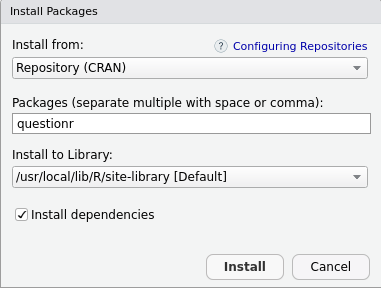 Install Packages
Install from:
? Configuring Repositories
Repository (CRAN)
Packages (separate multiple with space or comma):
questionr
Install to Library:
/usr/local/lib/R/site-library [Default]
Install dependencies
Install
Cancel